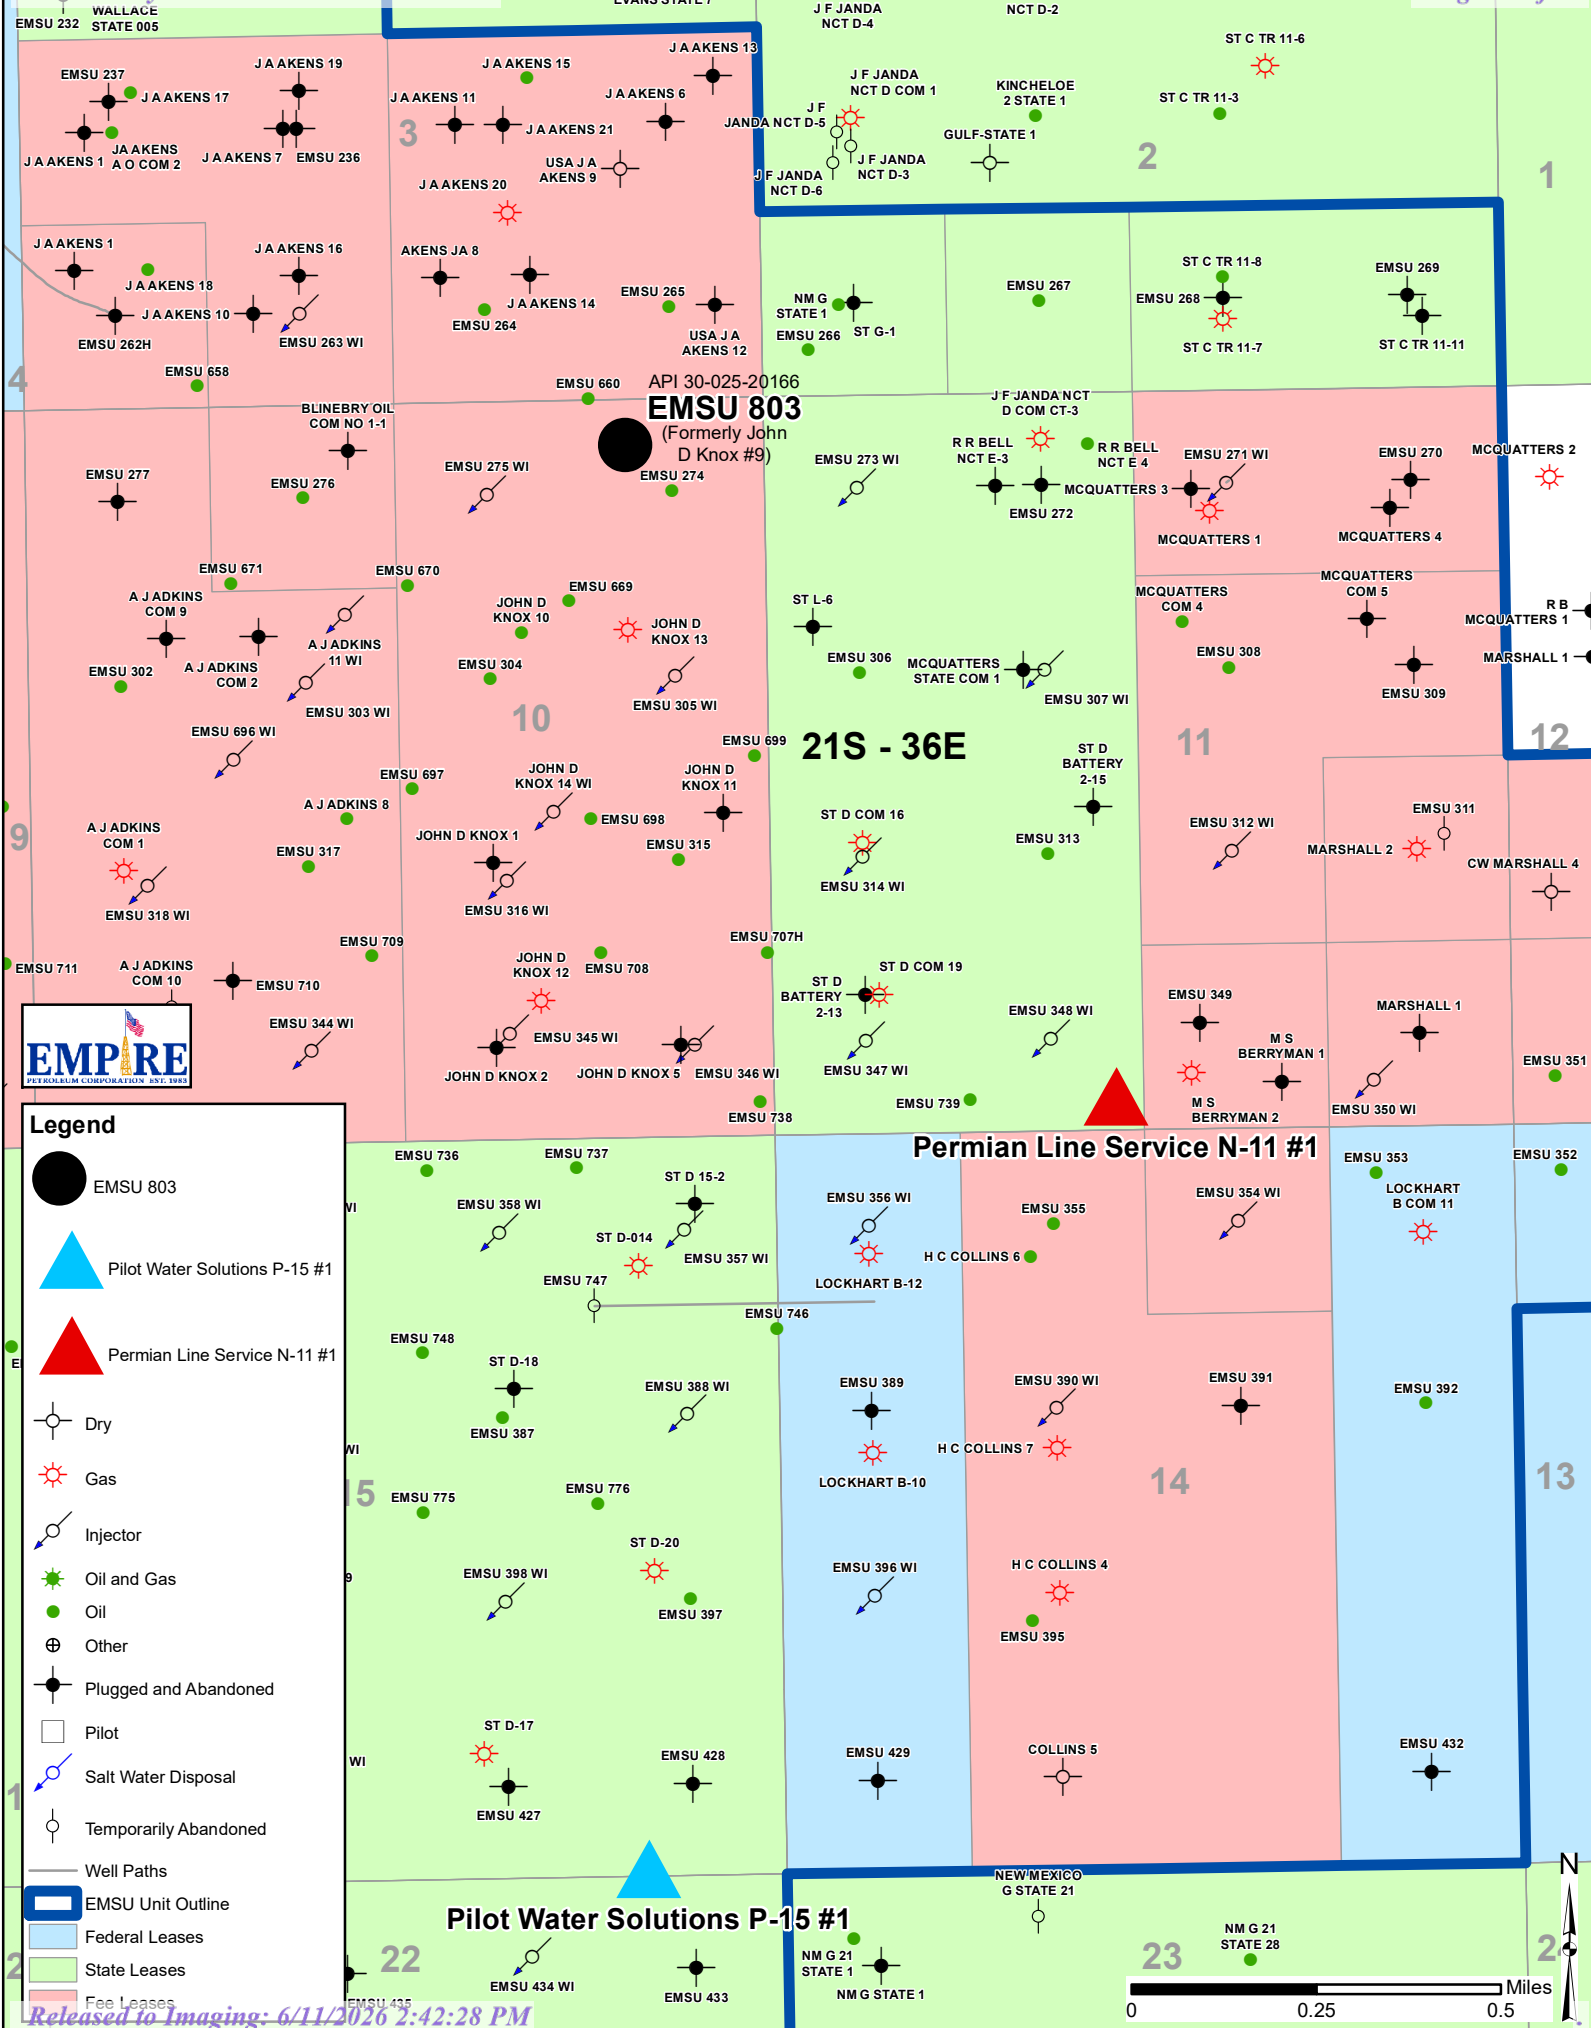 EMSU 232
WALLACE
STATE 005
J F JANDA
NCT D-4
NCT D-2
ST C TR 11-6
EMSU 237
J A AKENS 17
J A AKENS 19
J A AKENS 15
J A AKENS 13
J A AKENS 11
J A AKENS 6
J A AKENS 21
J A AKENS 1
JA AKENS
A O COM 2
J A AKENS 7
EMSU 236
3
USA J A
AKENS 9
J A AKENS 20
J F JANDA
NCT D COM 1
J F
JANDA NCT D-5
J F JANDA
NCT D-3
J F JANDA
NCT D-6
KINCHELOE
2 STATE 1
GULF-STATE 1
ST C TR 11-3
2
1
J A AKENS 1
J A AKENS 18
J A AKENS 16
J A AKENS 10
EMSU 262H
EMSU 263 WI
AKENS JA 8
J A AKENS 14
EMSU 264
EMSU 265
USA J A
AKENS 12
NM G
STATE 1
ST G-1
EMSU 266
EMSU 267
ST C TR 11-8
EMSU 268
ST C TR 11-7
EMSU 269
ST C TR 11-11
4
EMSU 658
EMSU 660
API 30-025-20166
EMSU 803
(Formerly John
D Knox #9)
BLINEBRY OIL
COM NO 1-1
EMSU 277
EMSU 276
EMSU 275 WI
EMSU 274
EMSU 273 WI
J F JANDA NCT
D COM CT-3
R R BELL
NCT E-3
R R BELL
NCT E 4
EMSU 272
MCQUATTERS 3
EMSU 271 WI
MCQUATTERS 1
EMSU 270
MCQUATTERS 4
MCQUATTERS 2
EMSU 671
EMSU 670
EMSU 669
A J ADKINS
COM 9
A J ADKINS
COM 2
A J ADKINS
11 WI
EMSU 302
EMSU 303 WI
JOHN D
KNOX 10
JOHN D
KNOX 13
EMSU 304
EMSU 305 WI
10
ST L-6
EMSU 306
MCQUATTERS
STATE COM 1
EMSU 307 WI
MCQUATTERS
COM 4
EMSU 308
MCQUATTERS
COM 5
EMSU 309
R B
MCQUATTERS 1
MARSHALL 1
11
12
21S - 36E
EMSU 696 WI
EMSU 697
EMSU 699
A J ADKINS 8
JOHN D
KNOX 14 WI
EMSU 698
JOHN D
KNOX 11
ST D
BATTERY
2-15
9
A J ADKINS
COM 1
EMSU 317
EMSU 318 WI
JOHN D KNOX 1
EMSU 316 WI
EMSU 315
ST D COM 16
EMSU 314 WI
EMSU 313
EMSU 312 WI
EMSU 311
MARSHALL 2
CW MARSHALL 4
EMSU 711
A J ADKINS
COM 10
EMSU 710
EMSU 709
JOHN D
KNOX 12
EMSU 708
EMSU 707H
ST D
BATTERY
2-13
ST D COM 19
EMSU 344 WI
EMSU 345 WI
JOHN D KNOX 2
JOHN D KNOX 5
EMSU 346 WI
EMSU 347 WI
EMSU 348 WI
EMSU 349
M S
BERRYMAN 1
M S
BERRYMAN 2
MARSHALL 1
EMSU 350 WI
EMSU 351
EMSU 738
EMSU 739
Permian Line Service N-11 #1
EMPIRE
PETROLEUM CORPORATION EST. 1983
EMSU 736
EMSU 737
ST D 15-2
EMSU 358 WI
ST D-014
EMSU 357 WI
EMSU 747
EMSU 746
EMSU 356 WI
LOCKHART B-12
EMSU 355
H C COLLINS 6
EMSU 354 WI
EMSU 353
LOCKHART
B COM 11
EMSU 352
EMSU 748
ST D-18
EMSU 387
EMSU 388 WI
EMSU 389
LOCKHART B-10
EMSU 390 WI
H C COLLINS 7
EMSU 391
EMSU 392
15
14
13
EMSU 775
EMSU 776
ST D-20
EMSU 398 WI
EMSU 397
EMSU 396 WI
H C COLLINS 4
EMSU 395
ST D-17
EMSU 427
EMSU 428
EMSU 429
COLLINS 5
EMSU 432
Pilot Water Solutions P-15 #1
NEW MEXICO
G STATE 21
22
EMSU 434 WI
EMSU 433
EMSU 435
NM G 21
STATE 1
NM G STATE 1
NM G 21
STATE 28
23
Legend
EMSU 803
Pilot Water Solutions P-15 #1
Permian Line Service N-11 #1
Dry
Gas
Injector
Oil and Gas
Oil
Other
Plugged and Abandoned
Pilot
Salt Water Disposal
Temporarily Abandoned
Well Paths
EMSU Unit Outline
Federal Leases
State Leases
Fee Leases
N
Miles
0 0.25 0.5
Released to Imaging: 6/11/2026 2:42:28 PM